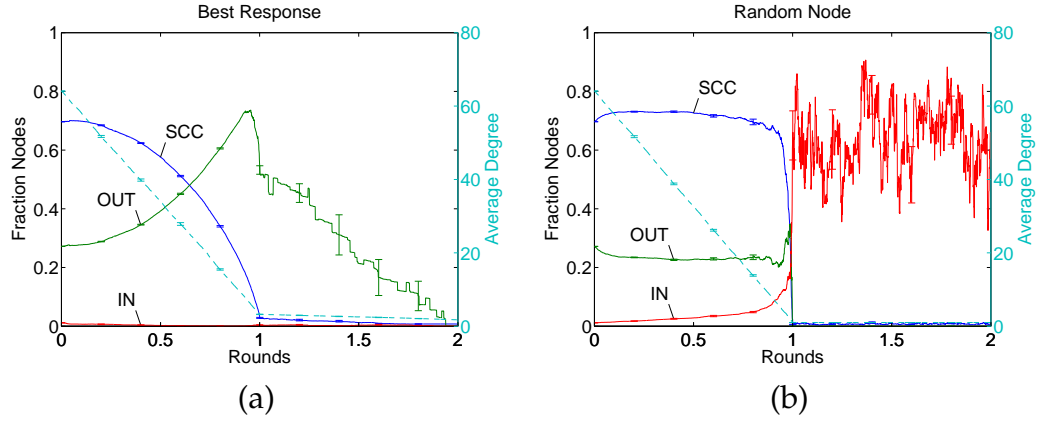 Best Response
Fraction Nodes
1
0.8
0.6
0.4
0.2
0
80
60
40
20
0
Average Degree
SCC
OUT
IN
0
0.5
1
1.5
2
Rounds
(a)
Random Node
Fraction Nodes
1
0.8
0.6
0.4
0.2
0
80
60
40
20
0
Average Degree
SCC
OUT
IN
0
0.5
1
1.5
2
Rounds
(b)